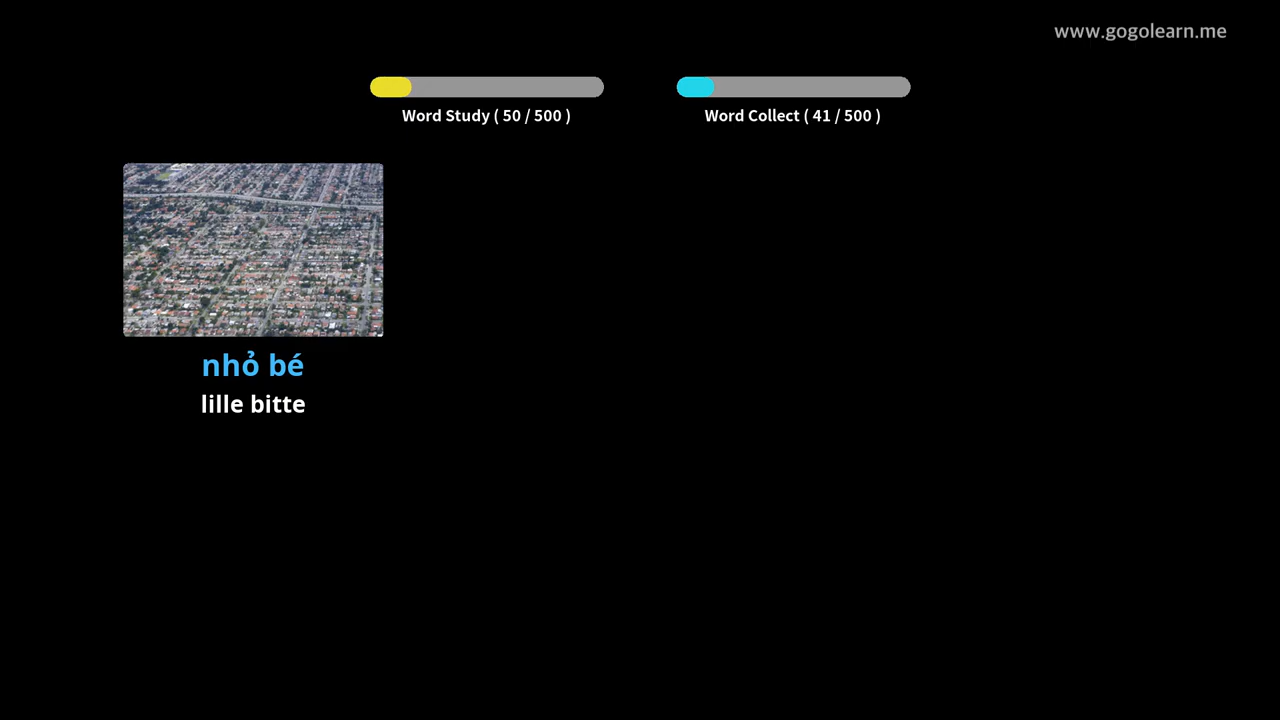 www.gogolearn.me
Word Study ( 50 / 500 )
Word Collect ( 41 / 500 )
nhỏ bé
lille bitte